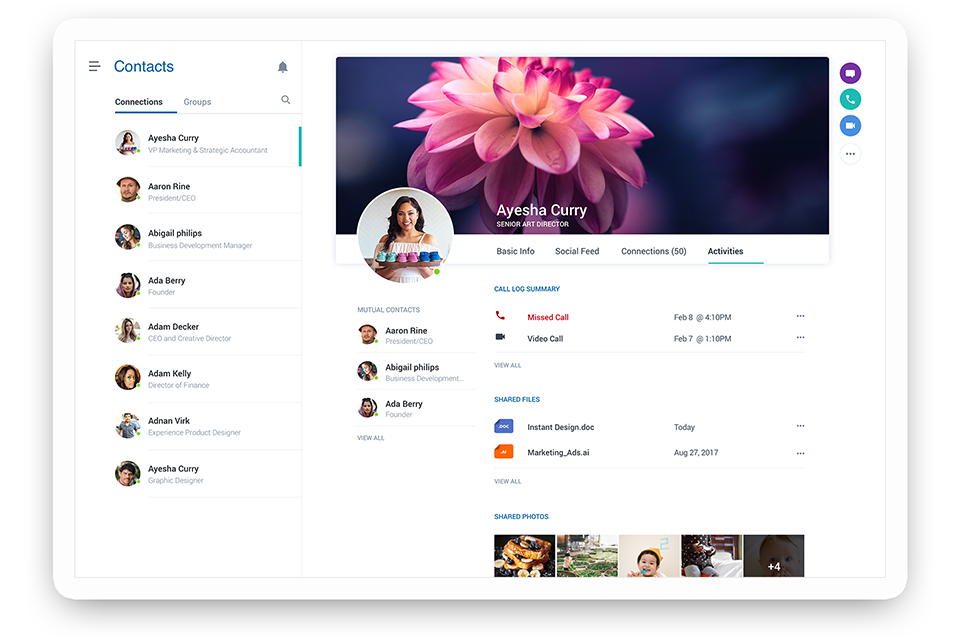 Contacts
Connections Groups
Ayesha Curry
VP Marketing & Strategic Accountant
Aaron Rine
President/CEO
Abigail philips
Business Development Manager
Ada Berry
Founder
Adam Decker
CEO and Creative Director
Adam Kelly
Director of Finance
Adnan Virk
Experience Product Designer
Ayesha Curry
Graphic Designer
Ayesha Curry
SENIOR ART DIRECTOR
Basic Info Social Feed Connections (50) Activities
MUTUAL CONTACTS
Aaron Rine
President/CEO
Abigail philips
Business Development...
Ada Berry
Founder
VIEW ALL
CALL LOG SUMMARY
Missed Call Feb 8 @ 4:10PM
Video Call Feb 7 @ 1:10PM
VIEW ALL
SHARED FILES
.DOC Instant Design.doc Today
.AI Marketing_Ads.ai Aug 27, 2017
VIEW ALL
SHARED PHOTOS
+4